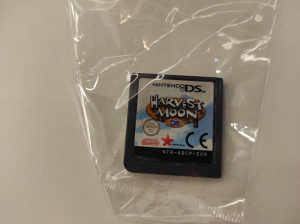 NINTENDO DS
HARVEST
MOON
DS
CE
NTR-ABCP-EUR